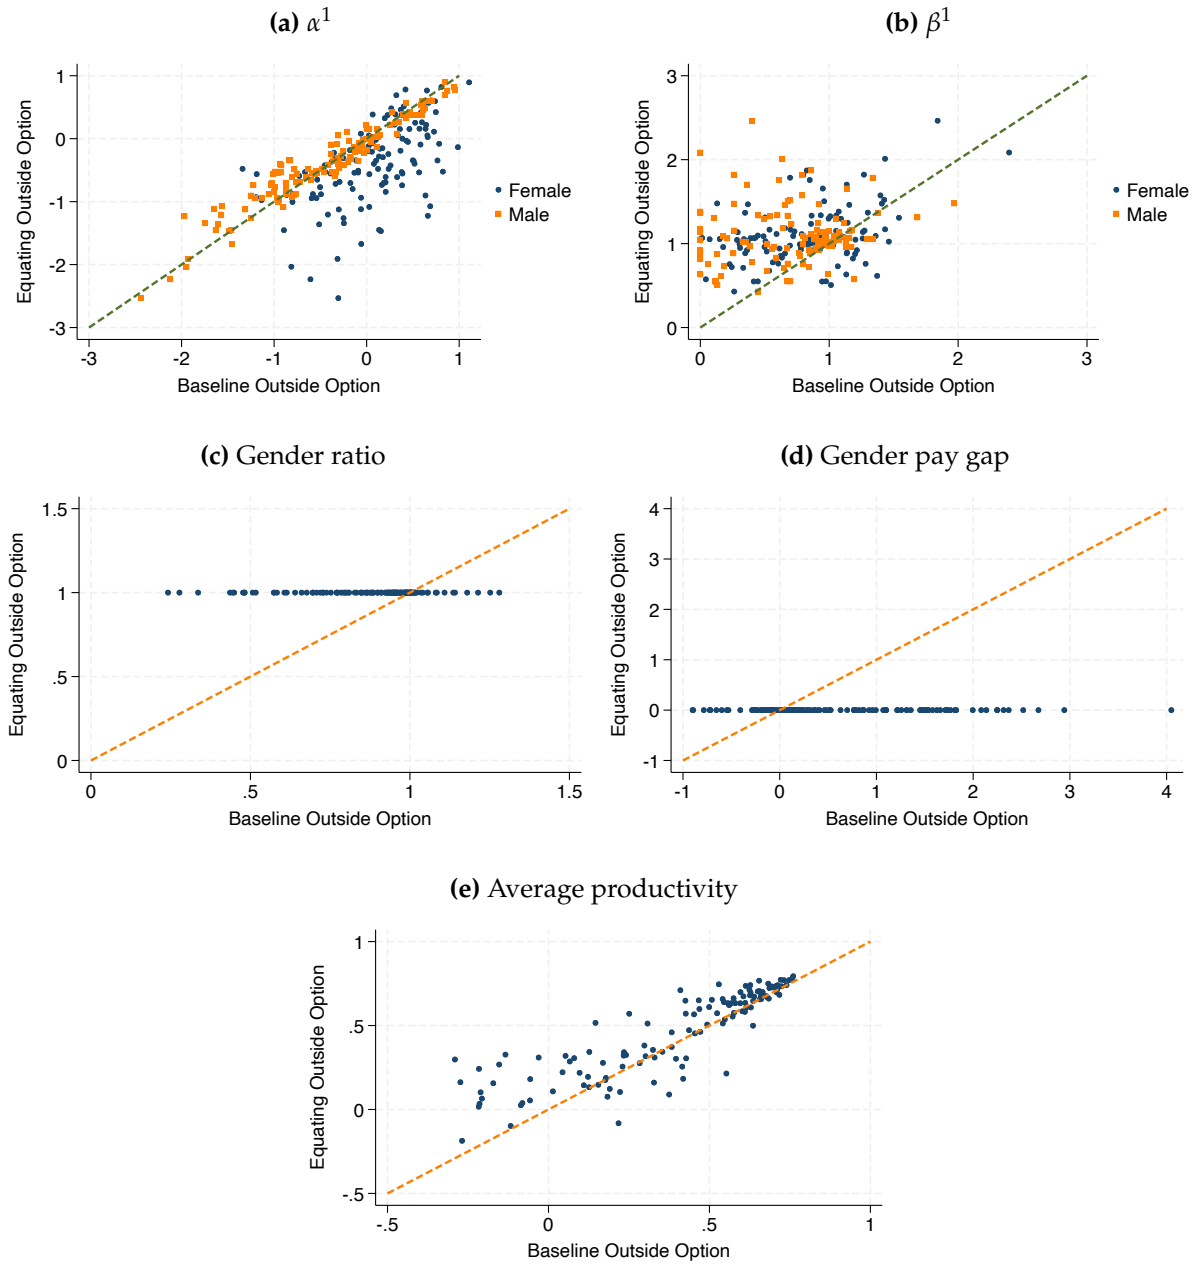 (a) α¹
(b) β¹
1
0
-1
-2
-3
-3 -2 -1 0 1
Equating Outside Option
Baseline Outside Option
Female
Male
3
2
1
0
0 1 2 3
Equating Outside Option
Baseline Outside Option
Female
Male
(c) Gender ratio
(d) Gender pay gap
1.5
1
.5
0
0 .5 1 1.5
Equating Outside Option
Baseline Outside Option
4
3
2
1
0
-1
-1 0 1 2 3 4
Equating Outside Option
Baseline Outside Option
(e) Average productivity
1
.5
0
-.5
-.5 0 .5 1
Equating Outside Option
Baseline Outside Option